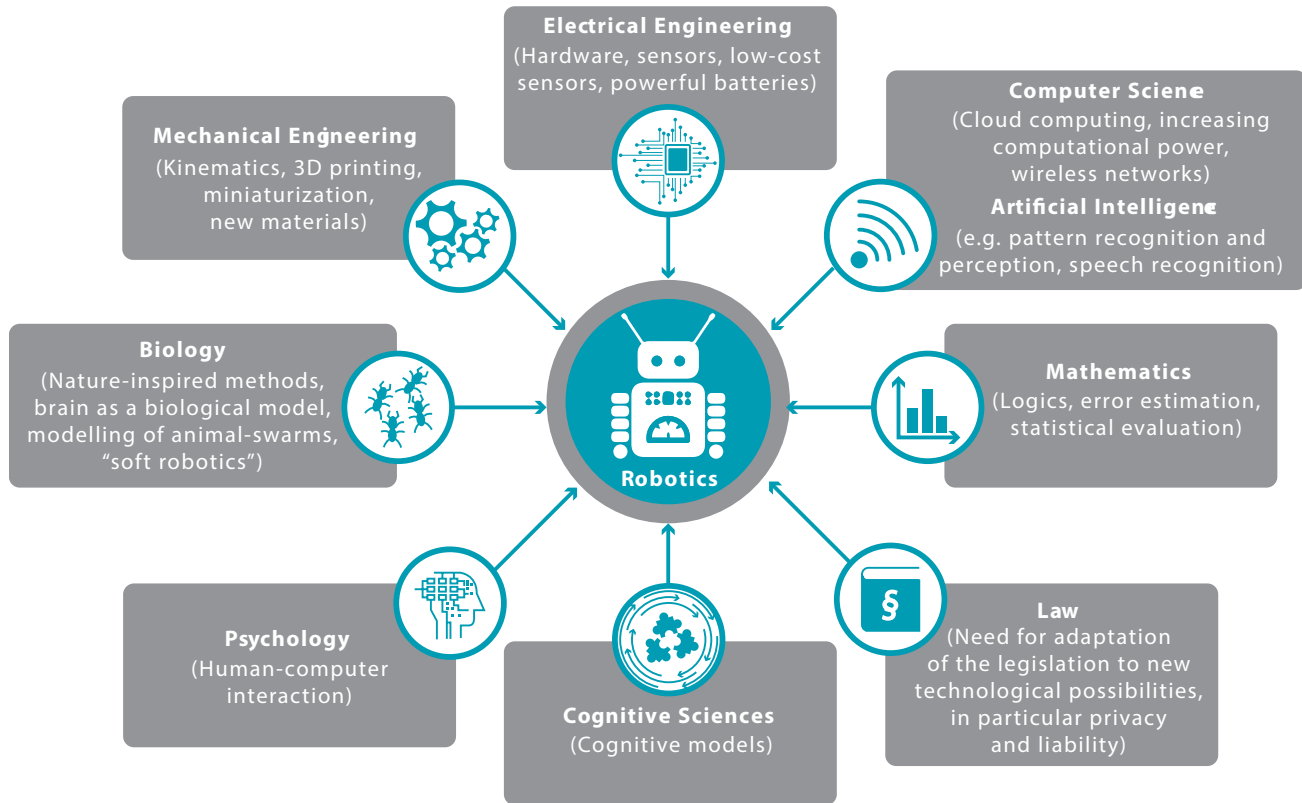 Electrical Engineering
(Hardware, sensors, low-cost
sensors, powerful batteries)
Computer Science
(Cloud computing, increasing
computational power,
wireless networks)
Artificial Intelligence
(e.g. pattern recognition and
perception, speech recognition)
Mechanical Engineering
(Kinematics, 3D printing,
miniaturization,
new materials)
Biology
(Nature-inspired methods,
brain as a biological model,
modelling of animal-swarms,
“soft robotics”)
Robotics
Mathematics
(Logics, error estimation,
statistical evaluation)
Psychology
(Human-computer
interaction)
Cognitive Sciences
(Cognitive models)
§
Law
(Need for adaptation
of the legislation to new
technological possibilities,
in particular privacy
and liability)